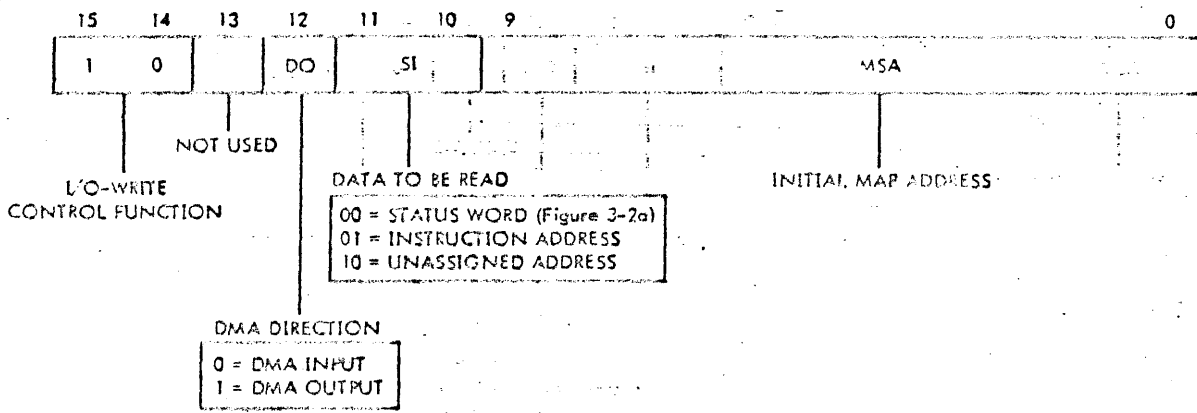 15 14 13 12 11 10 9 0
1 0 DO SI MSA
NOT USED
I/O-WRITE
CONTROL FUNCTION
DATA TO BE READ
00 = STATUS WORD (Figure 3-2a)
01 = INSTRUCTION ADDRESS
10 = UNASSIGNED ADDRESS
INITIAL MAP ADDRESS
DMA DIRECTION
0 = DMA INPUT
1 = DMA OUTPUT